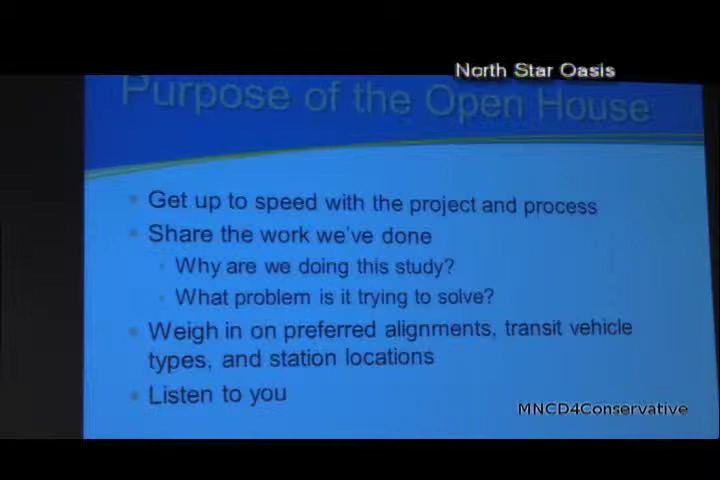 North Star Oasis
Purpose of the Open House
Get up to speed with the project and process
Share the work we've done
Why are we doing this study?
What problem is it trying to solve?
Weigh in on preferred alignments, transit vehicle
types, and station locations
Listen to you
MNCD4Conservative